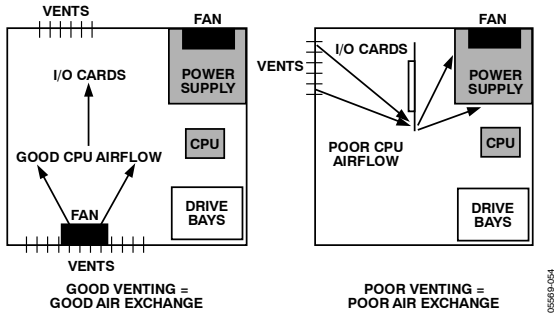 VENTS
FAN
I/O CARDS
POWER
SUPPLY
GOOD CPU AIRFLOW
CPU
FAN
DRIVE
BAYS
VENTS
GOOD VENTING =
GOOD AIR EXCHANGE
FAN
I/O CARDS
VENTS
POWER
SUPPLY
POOR CPU
AIRFLOW
CPU
DRIVE
BAYS
POOR VENTING =
POOR AIR EXCHANGE
05569-054